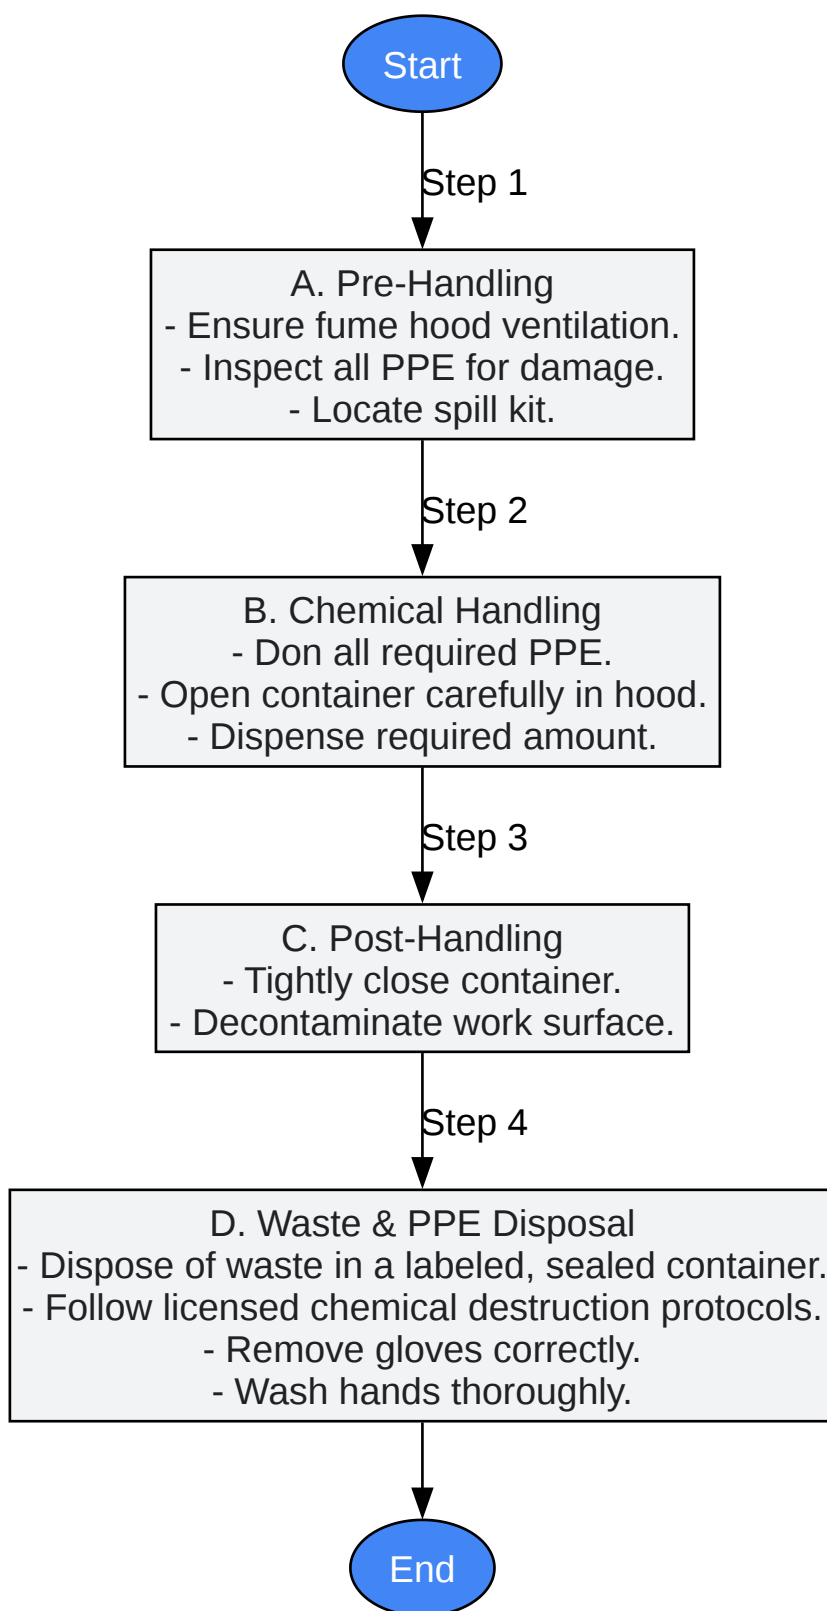 Start
Step 1
A. Pre-Handling
- Ensure fume hood ventilation.
- Inspect all PPE for damage.
- Locate spill kit.
Step 2
B. Chemical Handling
- Don all required PPE.
- Open container carefully in hood.
- Dispense required amount.
Step 3
C. Post-Handling
- Tightly close container.
- Decontaminate work surface.
Step 4
D. Waste & PPE Disposal
- Dispose of waste in a labeled, sealed container.
- Follow licensed chemical destruction protocols.
- Remove gloves correctly.
- Wash hands thoroughly.
End